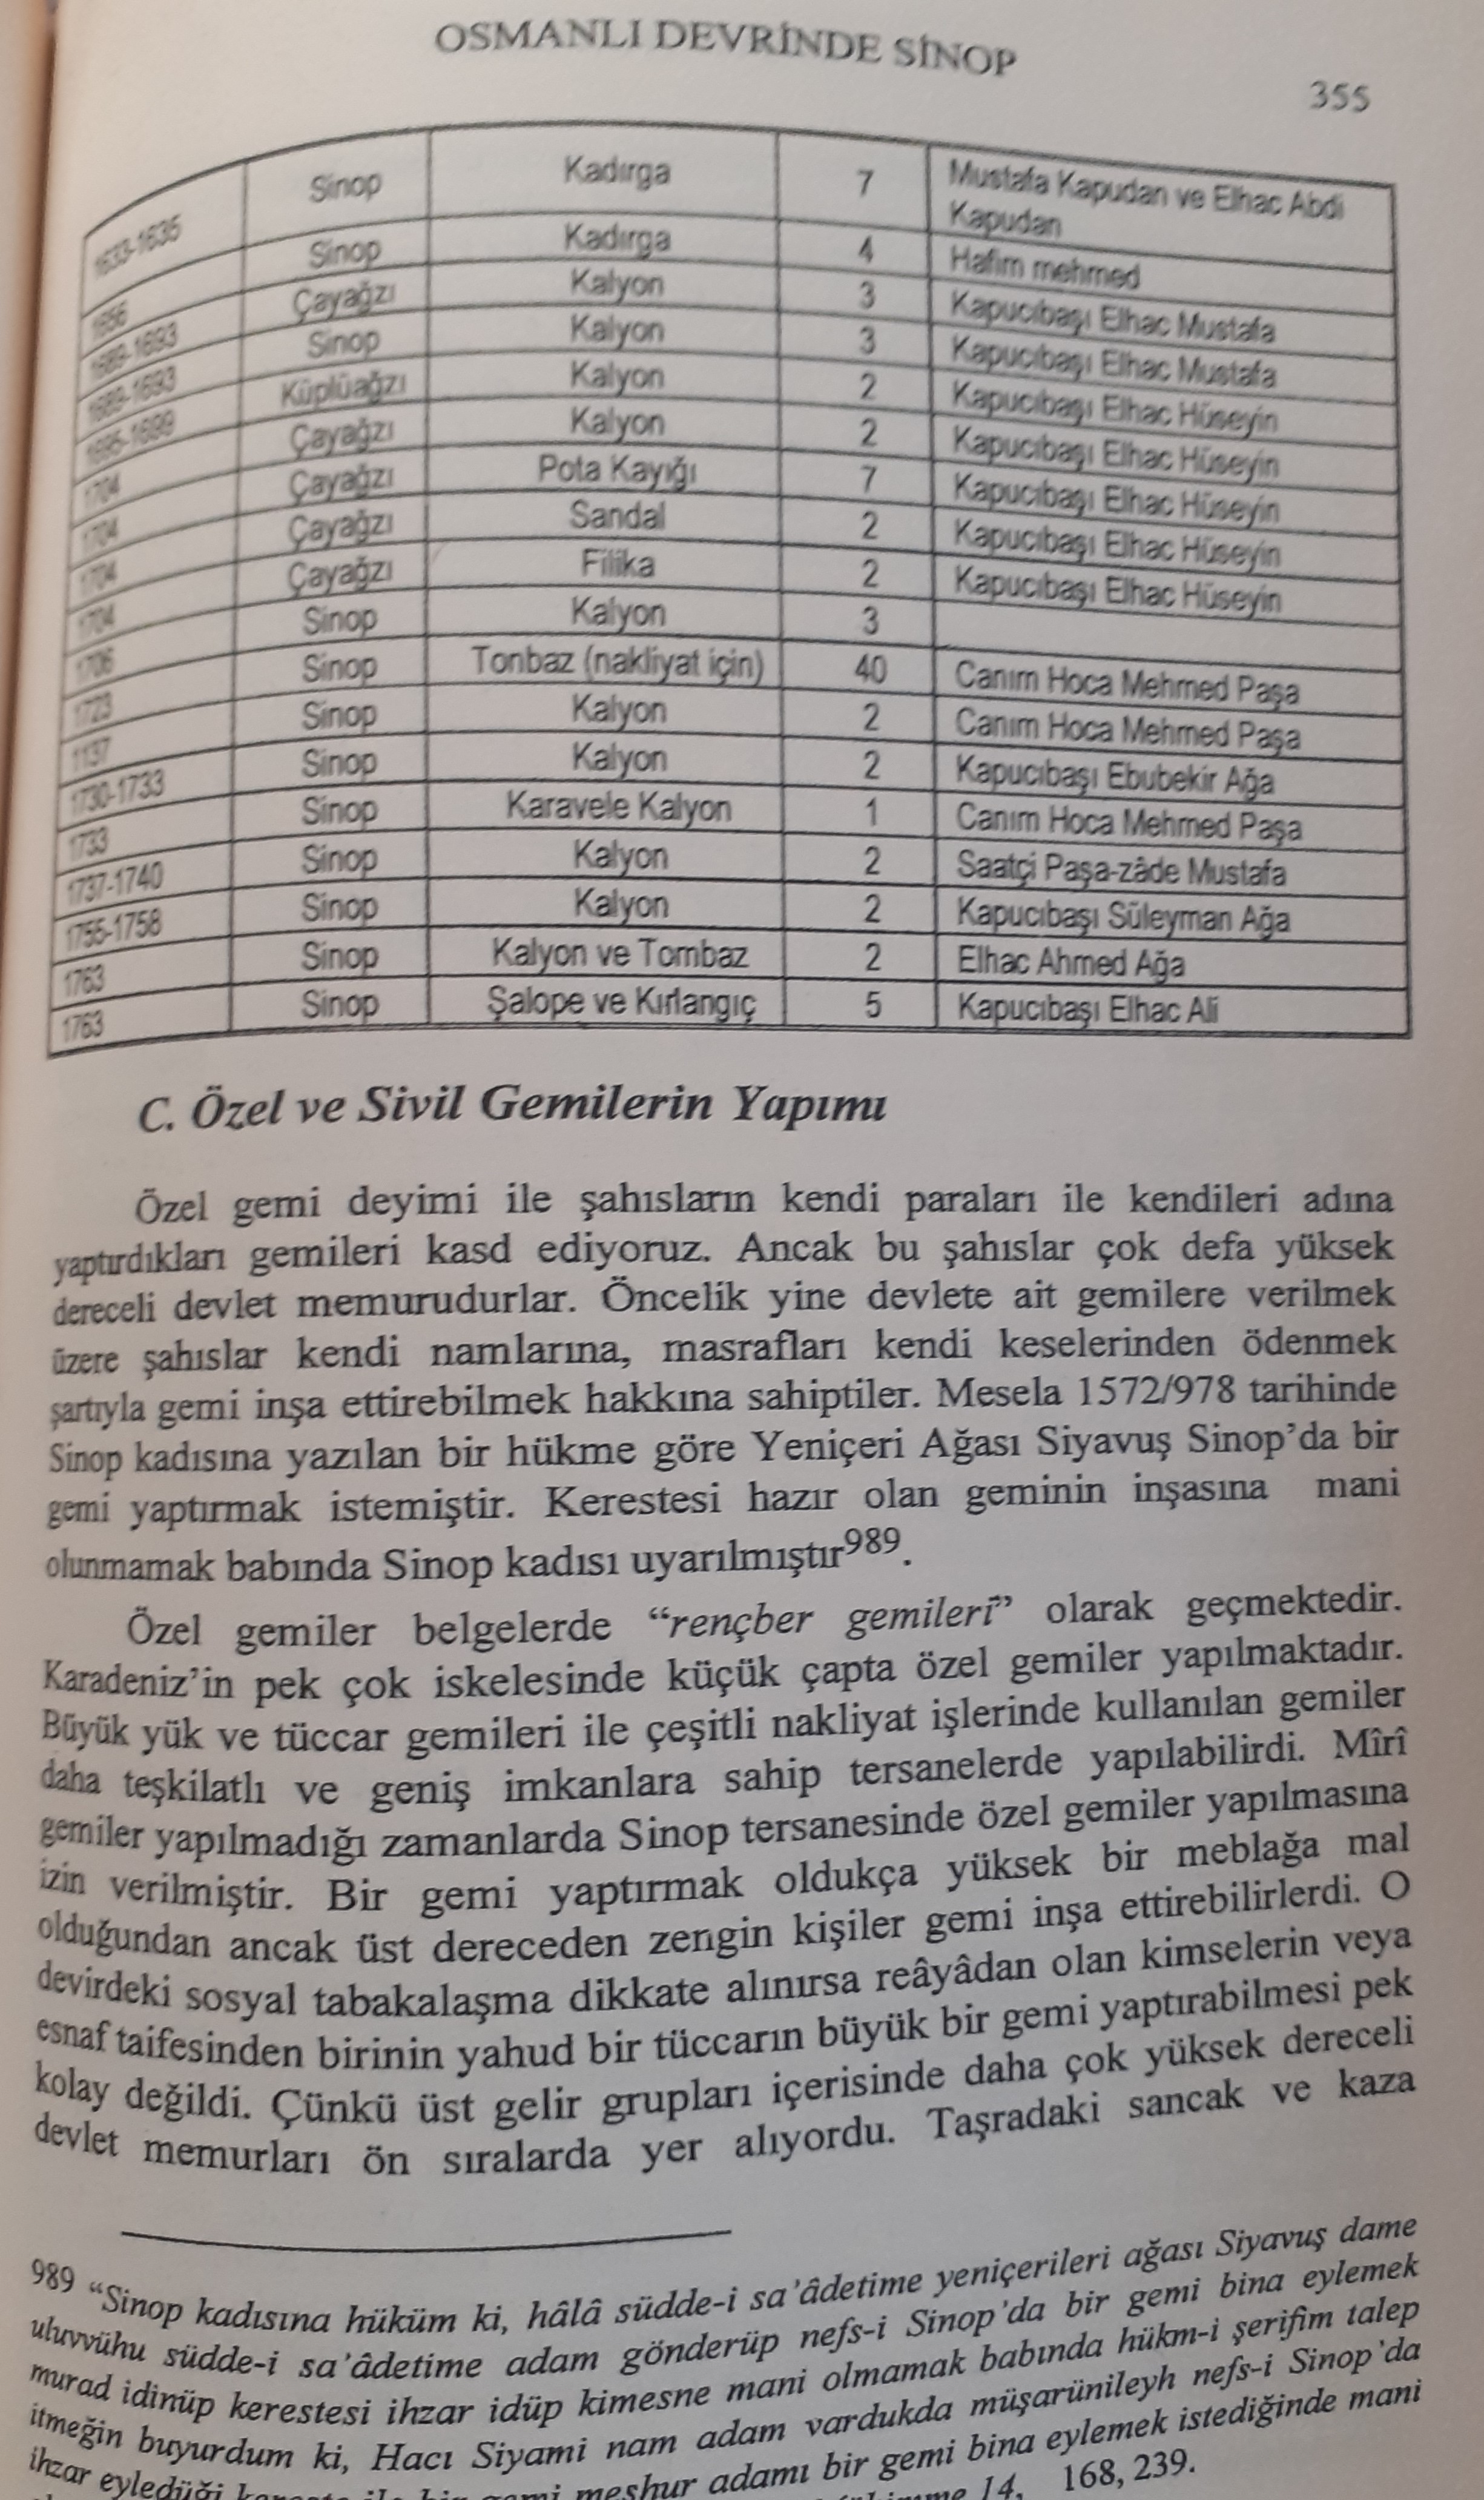 OSMANLI DEVRİNDE SİNOP
355
1633-1635 Sinop Kadırga 7 Mustafa Kapudan ve Elhac Abdi Kapudan
1656 Sinop Kadırga 4 Hafim mehmed
1689-1693 Çayağzı Kalyon 3 Kapucıbaşı Elhac Mustafa
1689-1693 Sinop Kalyon 3 Kapucıbaşı Elhac Mustafa
1695-1699 Küplüağzı Kalyon 2 Kapucıbaşı Elhac Hüseyin
1704 Çayağzı Kalyon 2 Kapucıbaşı Elhac Hüseyin
1704 Çayağzı Pota Kayığı 7 Kapucıbaşı Elhac Hüseyin
1704 Çayağzı Sandal 2 Kapucıbaşı Elhac Hüseyin
1704 Çayağzı Filika 2 Kapucıbaşı Elhac Hüseyin
1706 Sinop Kalyon 3
1723 Sinop Tonbaz (nakliyat için) 40 Canım Hoca Mehmed Paşa
1137 Sinop Kalyon 2 Canım Hoca Mehmed Paşa
1730-1733 Sinop Kalyon 2 Kapucıbaşı Ebubekir Ağa
1733 Sinop Karavele Kalyon 1 Canım Hoca Mehmed Paşa
1737-1740 Sinop Kalyon 2 Saatçi Paşa-zâde Mustafa
1755-1758 Sinop Kalyon 2 Kapucıbaşı Süleyman Ağa
1763 Sinop Kalyon ve Tombaz 2 Elhac Ahmed Ağa
1763 Sinop Şalope ve Kırlangıç 5 Kapucıbaşı Elhac Ali
C. Özel ve Sivil Gemilerin Yapımı
Özel gemi deyimi ile şahısların kendi paraları ile kendileri adına
yaptırdıkları gemileri kasd ediyoruz. Ancak bu şahıslar çok defa yüksek
dereceli devlet memurudurlar. Öncelik yine devlete ait gemilere verilmek
üzere şahıslar kendi namlarına, masrafları kendi keselerinden ödenmek
şartıyla gemi inşa ettirebilmek hakkına sahiptiler. Mesela 1572/978 tarihinde
Sinop kadısına yazılan bir hükme göre Yeniçeri Ağası Siyavuş Sinop'da bir
gemi yaptırmak istemiştir. Kerestesi hazır olan geminin inşasına mani
olunmamak babında Sinop kadısı uyarılmıştır989.
Özel gemiler belgelerde “rençber gemileri” olarak geçmektedir.
Karadeniz'in pek çok iskelesinde küçük çapta özel gemiler yapılmaktadır.
Büyük yük ve tüccar gemileri ile çeşitli nakliyat işlerinde kullanılan gemiler
daha teşkilatlı ve geniş imkanlara sahip tersanelerde yapılabilirdi. Mîrî
gemiler yapılmadığı zamanlarda Sinop tersanesinde özel gemiler yapılmasına
izin verilmiştir. Bir gemi yaptırmak oldukça yüksek bir meblağa mal
olduğundan ancak üst dereceden zengin kişiler gemi inşa ettirebilirlerdi. O
devirdeki sosyal tabakalaşma dikkate alınırsa reâyâdan olan kimselerin veya
esnaf taifesinden birinin yahud bir tüccarın büyük bir gemi yaptırabilmesi pek
kolay değildi. Çünkü üst gelir grupları içerisinde daha çok yüksek dereceli
devlet memurları ön sıralarda yer alıyordu. Taşradaki sancak ve kaza
989 “Sinop kadısına hüküm ki, hâlâ südde-i sa'âdetime yeniçerileri ağası Siyavuş dame
uluvvühu südde-i sa'âdetime adam gönderüp nefs-i Sinop'da bir gemi bina eylemek
murad idinüp kerestesi ihzar idüp kimesne mani olmamak babında hükm-i şerifim talep
itmeğin buyurdum ki, Hacı Siyami nam adam vardukda müşarünileyh nefs-i Sinop'da
ihzar eyledüği kereste ile bir gemi meşhur adamı bir gemi bina eylemek istediğinde mani
14, 168, 239.